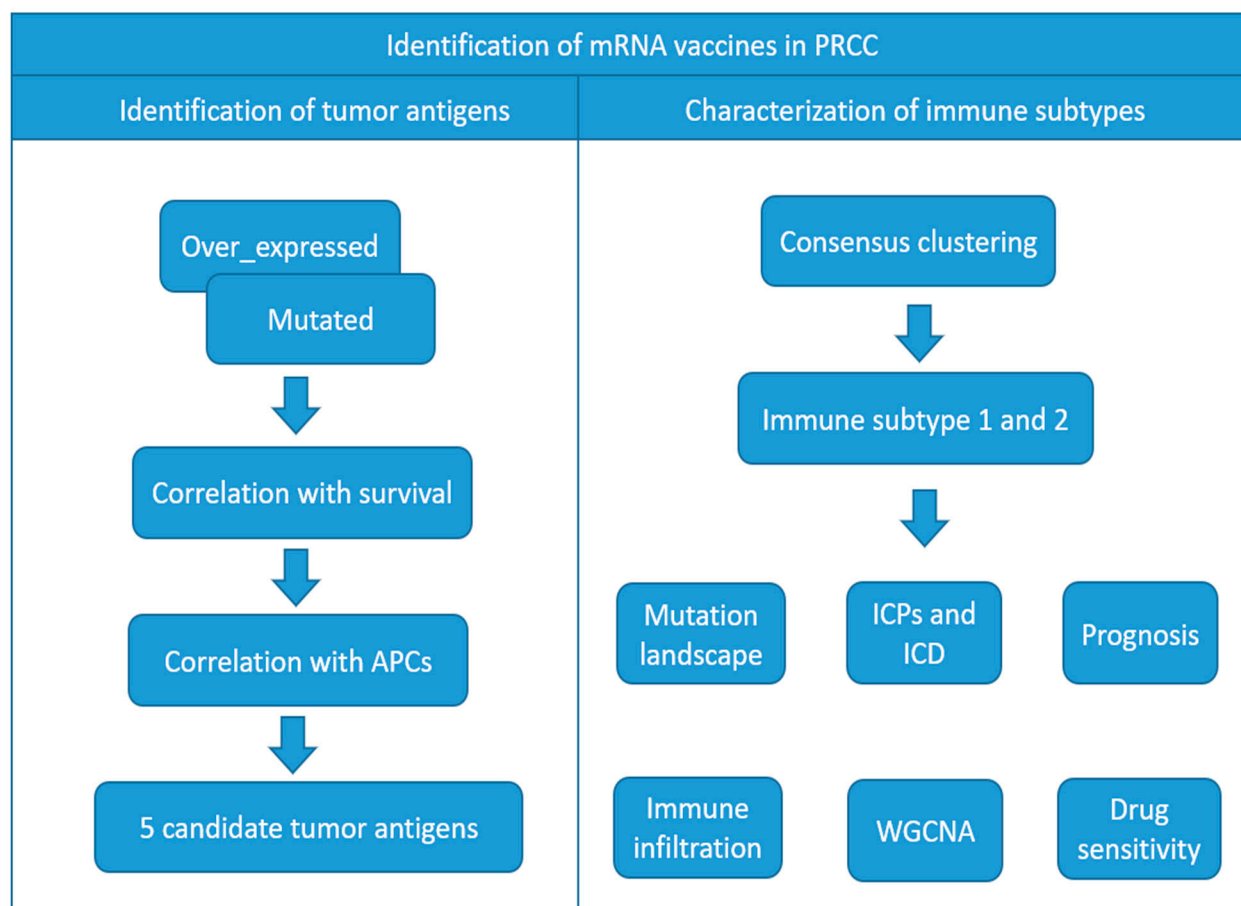 Identification of mRNA vaccines in PRCC
Identification of tumor antigens
Characterization of immune subtypes
Over_expressed
Mutated
Correlation with survival
Correlation with APCs
5 candidate tumor antigens
Consensus clustering
Immune subtype 1 and 2
Mutation
landscape
ICPs and
ICD
Prognosis
Immune
infiltration
WGCNA
Drug
sensitivity